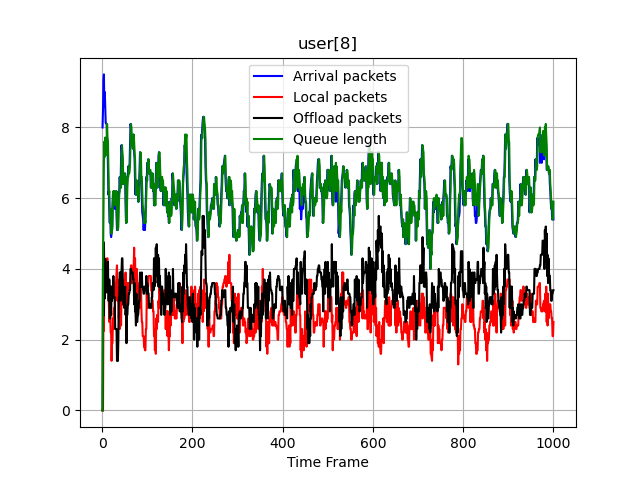 user[8]
Arrival packets
Local packets
Offload packets
Queue length
8
6
4
2
0
0 200 400 600 800 1000
Time Frame